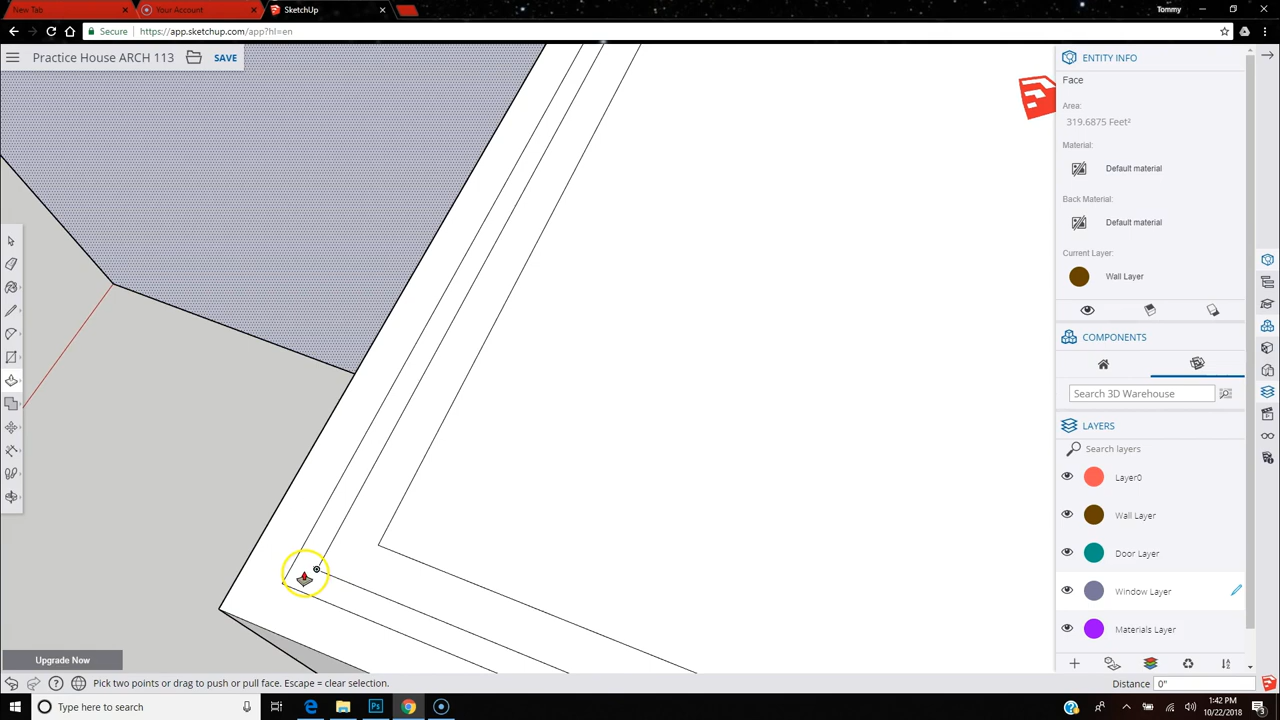 New Tab
Your Account
SketchUp
Tommy
Secure
https://app.sketchup.com/app?hl=en
Practice House ARCH 113
SAVE
ENTITY INFO
Face
Area:
319.6875 Feet²
Material:
Default material
Back Material:
Default material
Current Layer:
Wall Layer
COMPONENTS
Search 3D Warehouse
LAYERS
Search layers
Layer0
Wall Layer
Door Layer
Window Layer
Materials Layer
Upgrade Now
Pick two points or drag to push or pull face. Escape = clear selection.
Distance 0"
Type here to search
Ps
1:42 PM
10/22/2018